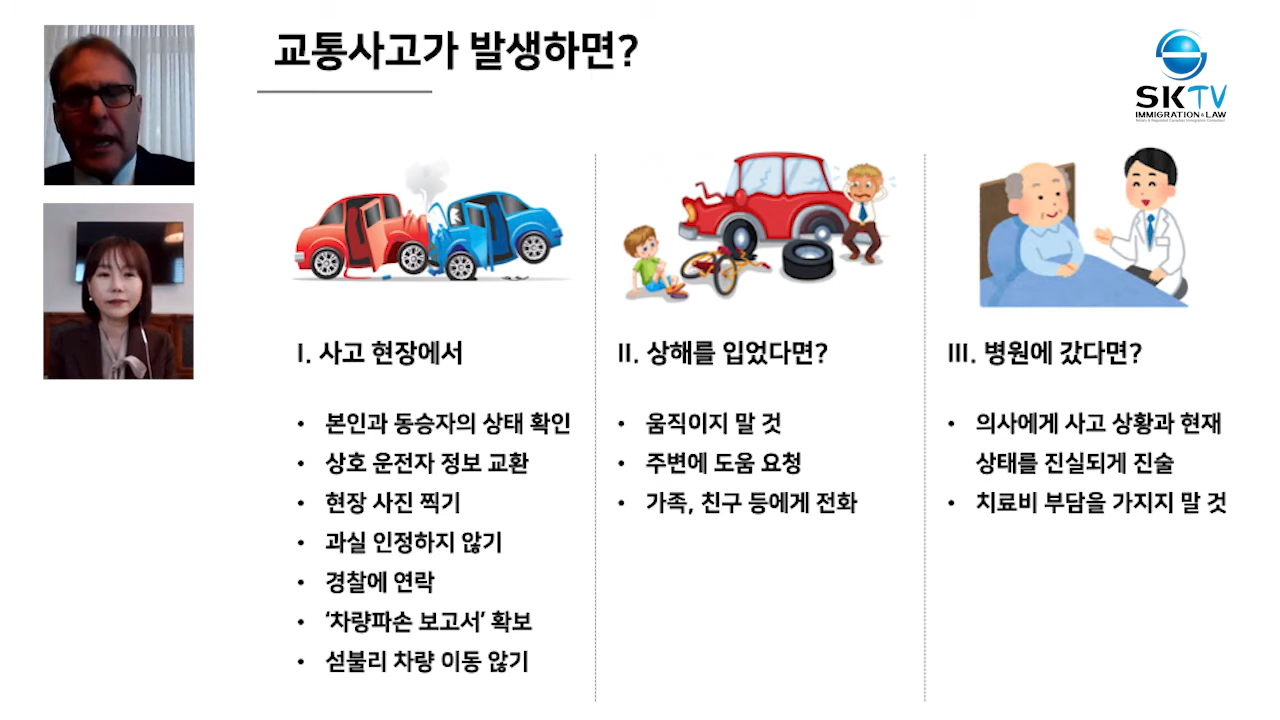 교통사고가 발생하면?
SKTV
IMMIGRATION & LAW
I. 사고 현장에서
• 본인과 동승자의 상태 확인
• 상호 운전자 정보 교환
• 현장 사진 찍기
• 과실 인정하지 않기
• 경찰에 연락
• ‘차량파손 보고서’ 확보
• 섣불리 차량 이동 않기
II. 상해를 입었다면?
• 움직이지 말 것
• 주변에 도움 요청
• 가족, 친구 등에게 전화
III. 병원에 갔다면?
• 의사에게 사고 상황과 현재
상태를 진실되게 진술
• 치료비 부담을 가지지 말 것